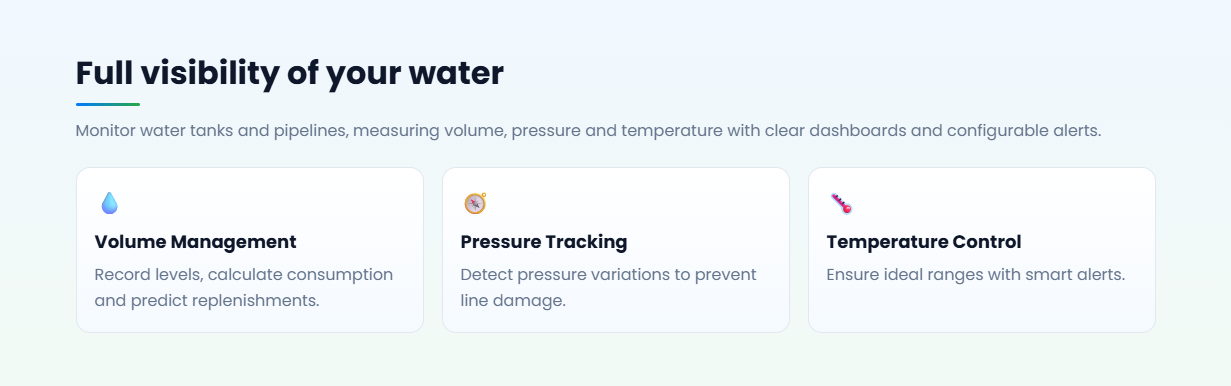 Full visibility of your water
Monitor water tanks and pipelines, measuring volume, pressure and temperature with clear dashboards and configurable alerts.
Volume Management
Record levels, calculate consumption
and predict replenishments.
Pressure Tracking
Detect pressure variations to prevent
line damage.
Temperature Control
Ensure ideal ranges with smart alerts.